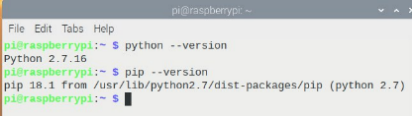 pi@raspberrypi: ~
File Edit Tabs Help
pi@raspberrypi:~ $ python --version
Python 2.7.16
pi@raspberrypi:~ $ pip --version
pip 18.1 from /usr/lib/python2.7/dist-packages/pip (python 2.7)
pi@raspberrypi:~ $